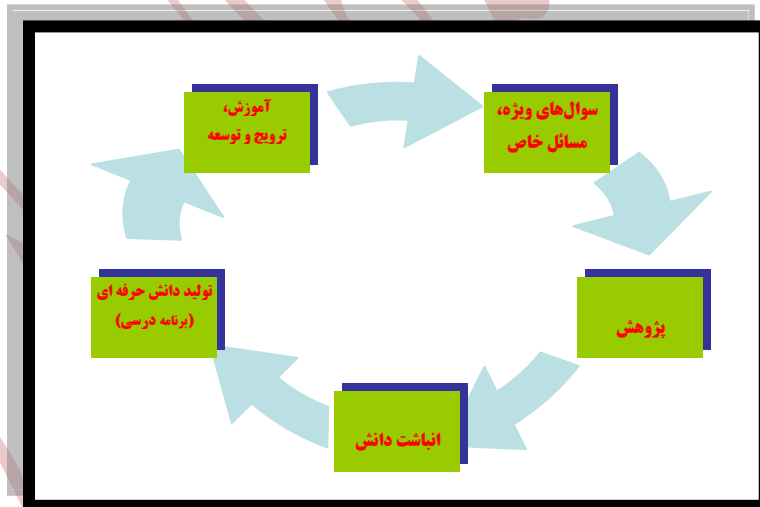 سوال‌های ویژه،
مسائل خاص
پژوهش
انباشت دانش
تولید دانش حرفه ای
(برنامه درسی)
آموزش،
ترویج و توسعه